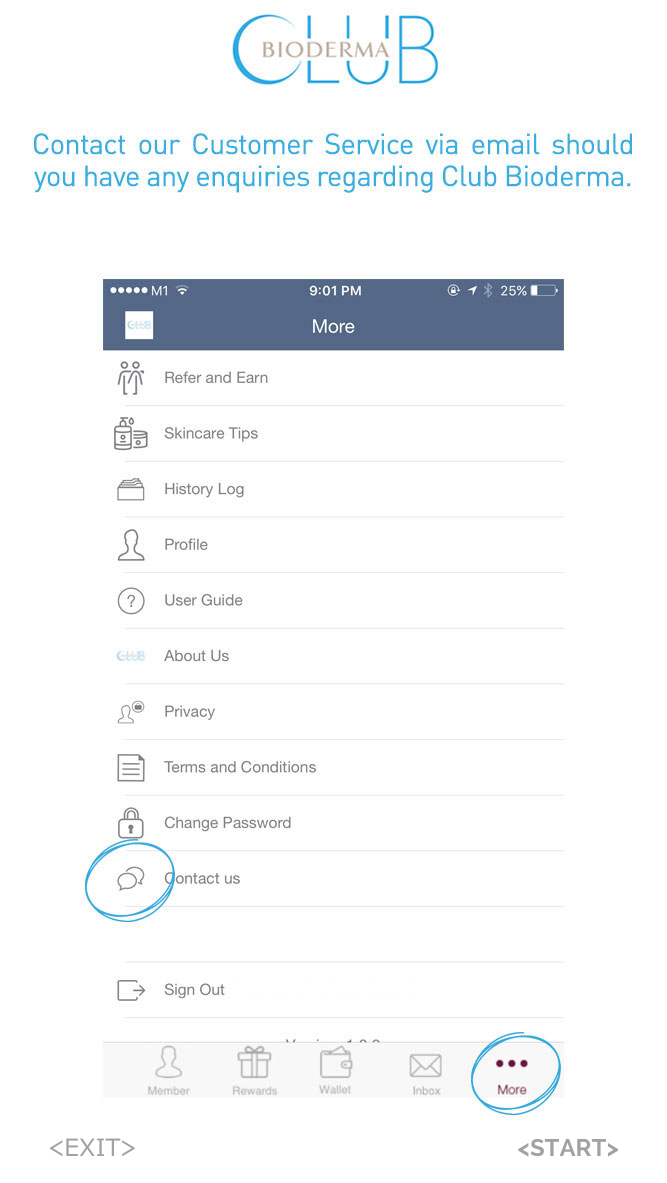 CLUB
BIODERMA
Contact our Customer Service via email should
you have any enquiries regarding Club Bioderma.
M1 9:01 PM 25%
CLUB More
Refer and Earn
Skincare Tips
History Log
Profile
? User Guide
CLUB About Us
Privacy
Terms and Conditions
Change Password
Contact us
Sign Out
Member Rewards Wallet Inbox More
<EXIT> <START>